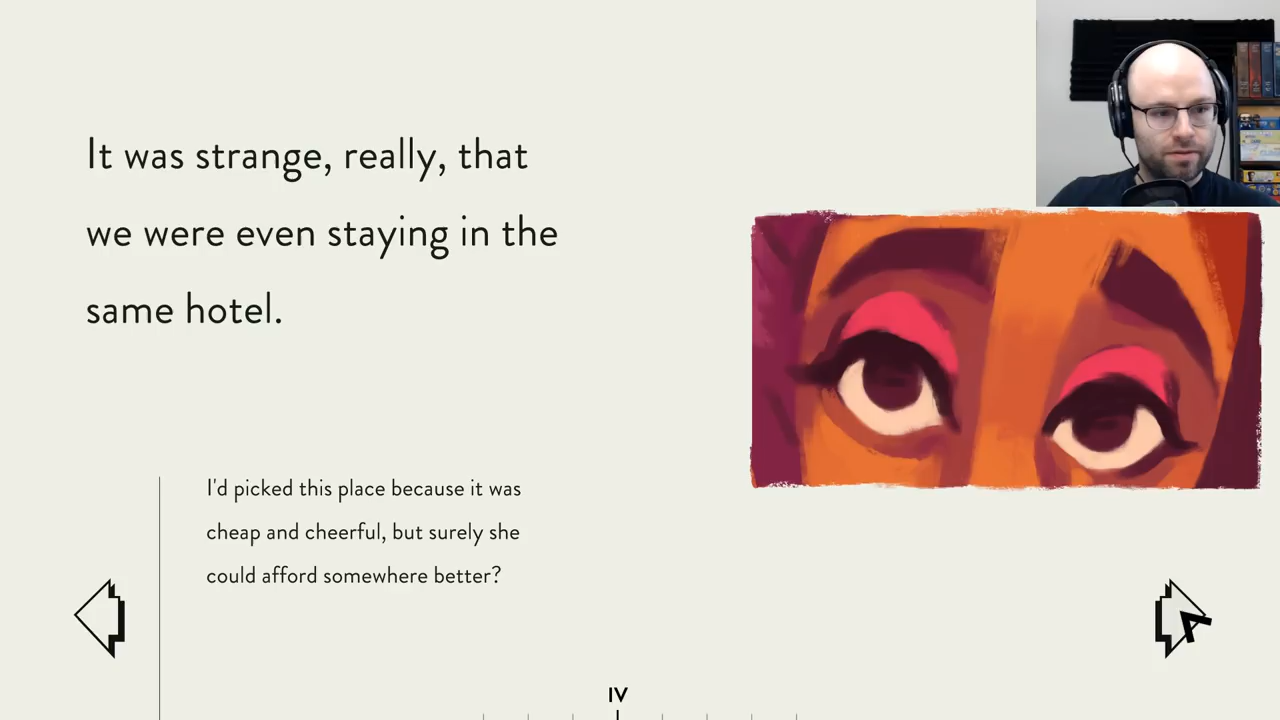 It was strange, really, that
we were even staying in the
same hotel.
I'd picked this place because it was
cheap and cheerful, but surely she
could afford somewhere better?
IV